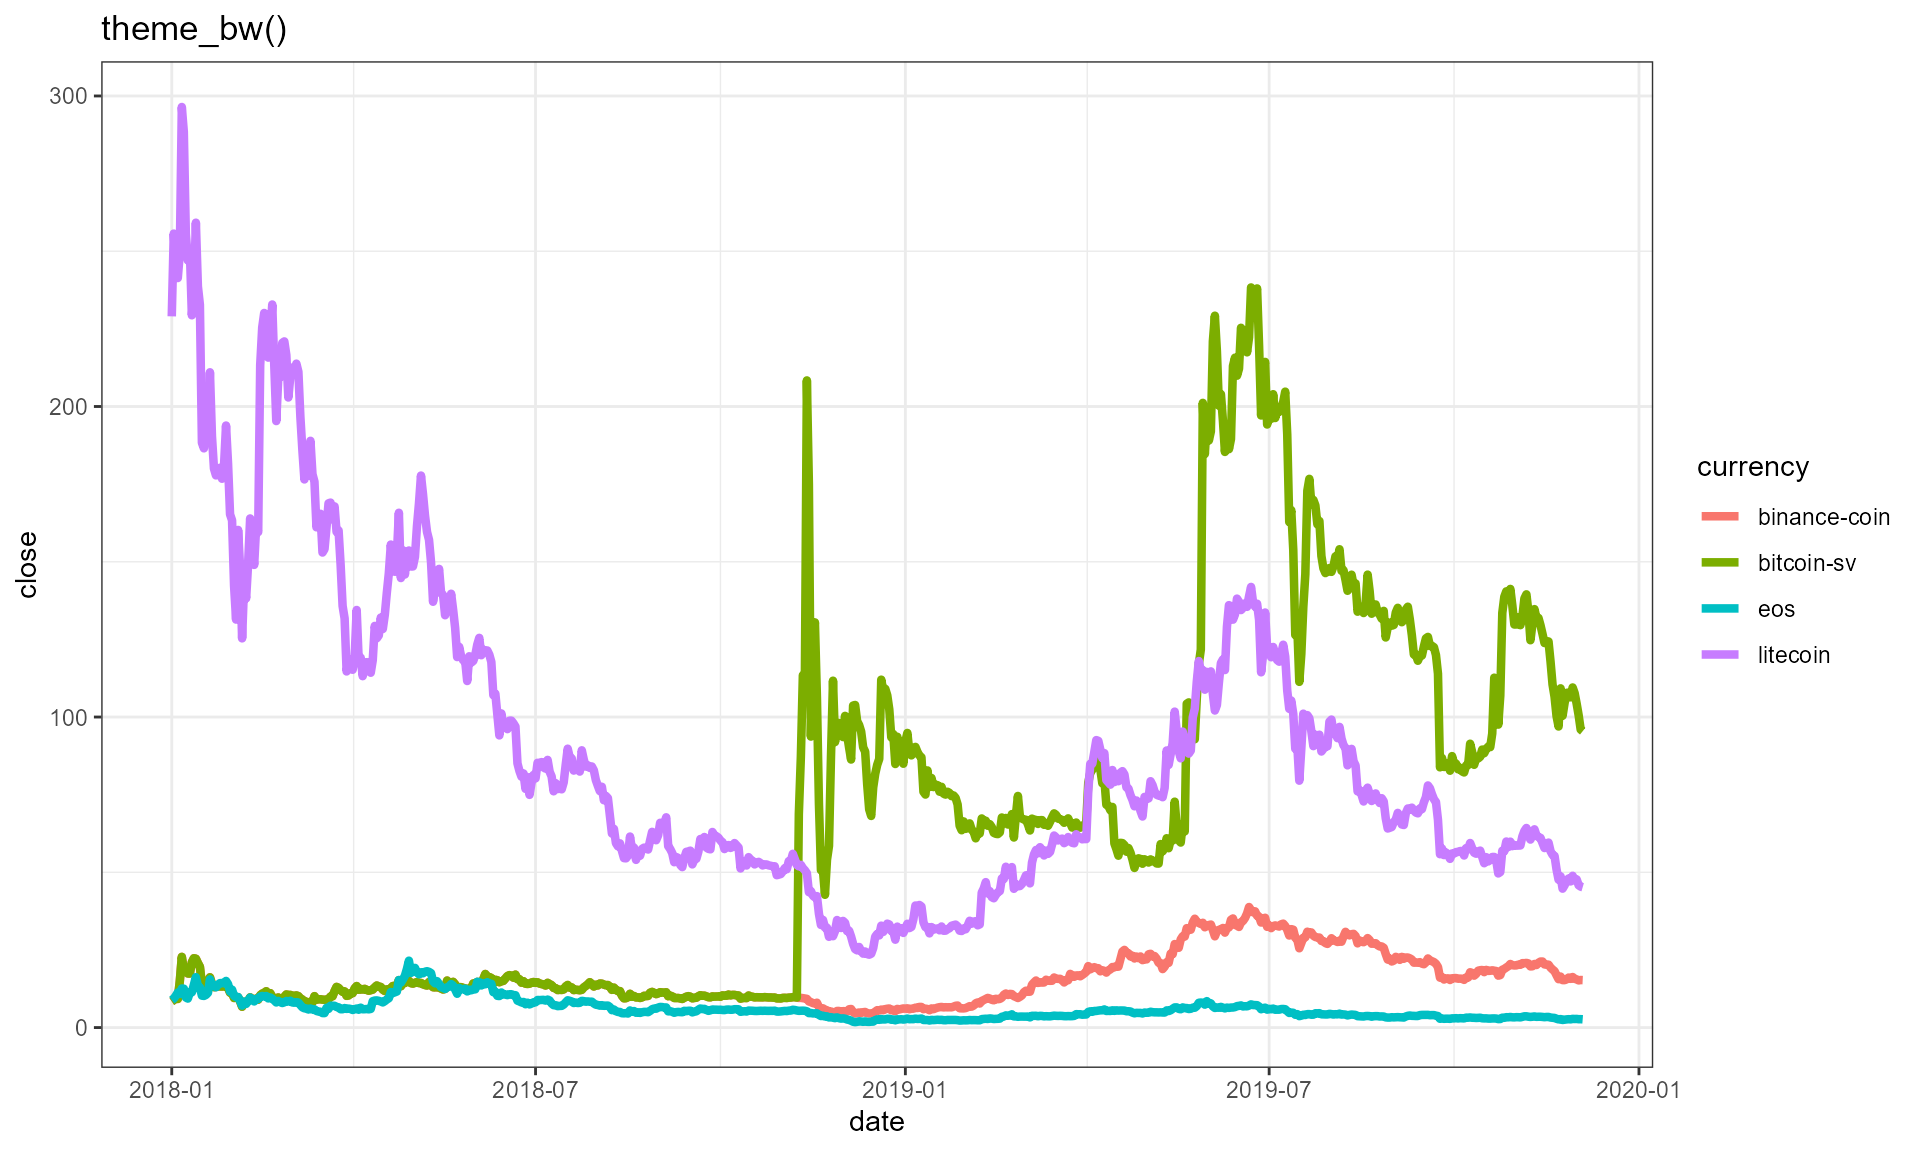 theme_bw()
300
200
100
0
close
2018-01
2018-07
2019-01
2019-07
2020-01
date
currency
binance-coin
bitcoin-sv
eos
litecoin